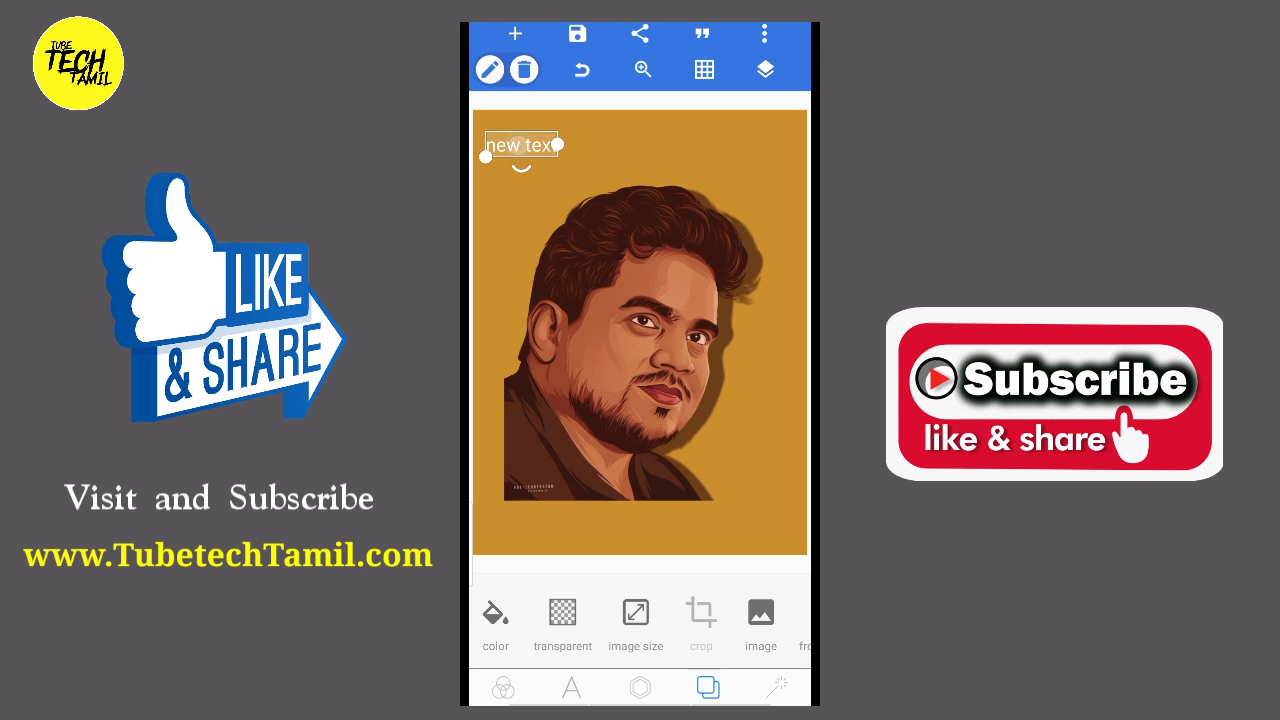 TUBE
TECH
TAMIL
LIKE
& SHARE
Visit and Subscribe
www.TubetechTamil.com
new tex
color
transparent
image size
crop
image
fro
Subscribe
like & share